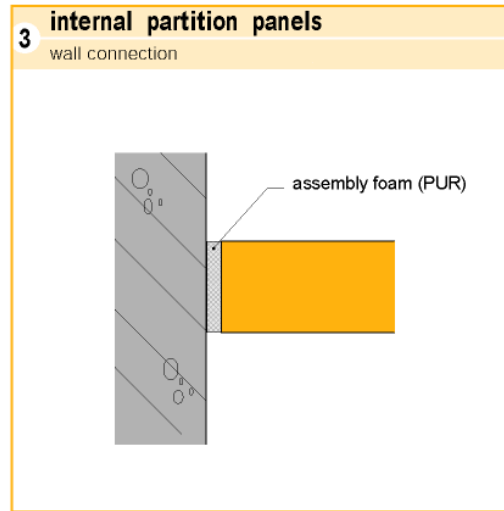 3
internal partition panels
wall connection
assembly foam (PUR)